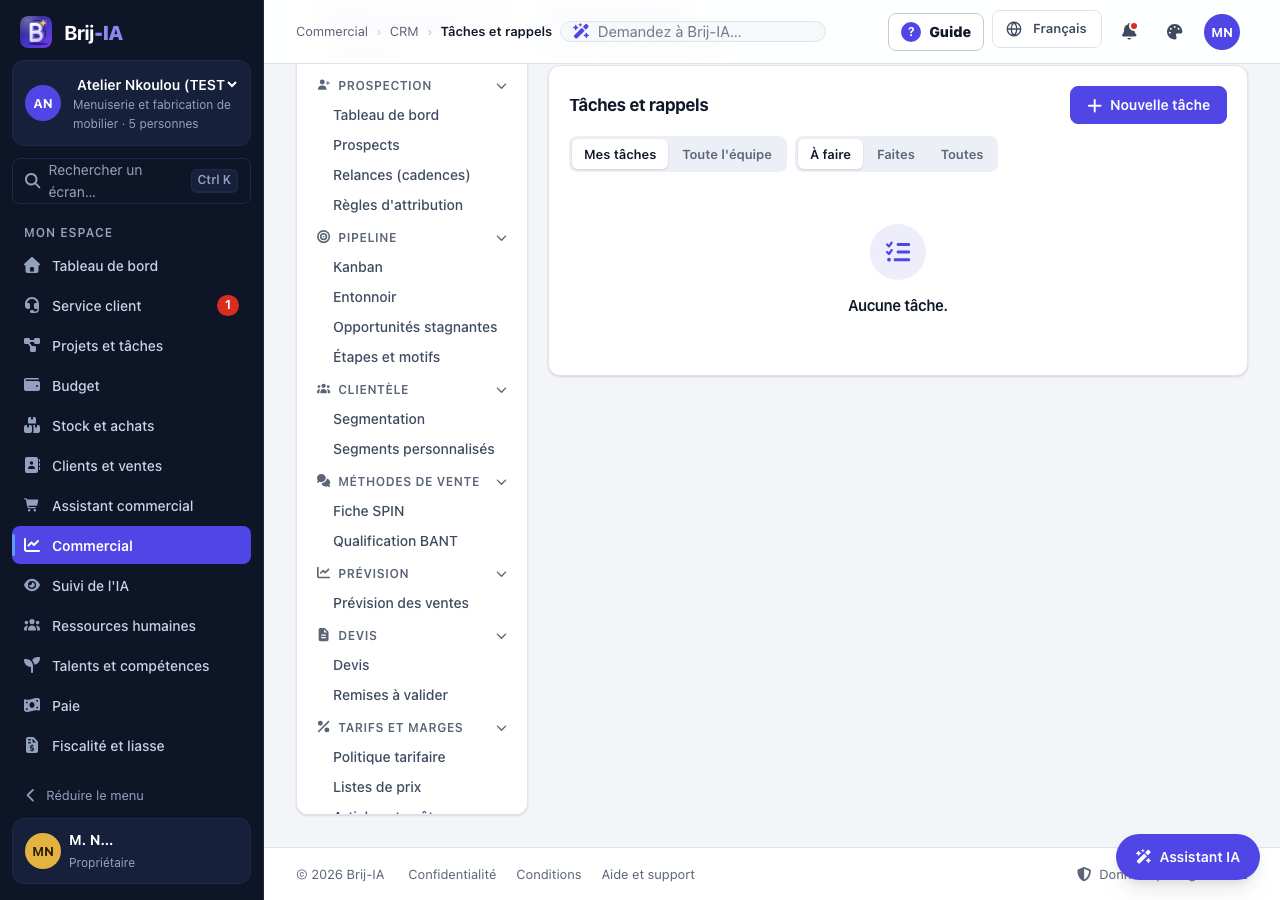 Brij-IA
AN
Atelier Nkoulou (TEST
Menuiserie et fabrication de
mobilier · 5 personnes
Rechercher un
écran...
Ctrl K
MON ESPACE
Tableau de bord
Service client
1
Projets et tâches
Budget
Stock et achats
Clients et ventes
Assistant commercial
Commercial
Suivi de l'IA
Ressources humaines
Talents et compétences
Paie
Fiscalité et liasse
Réduire le menu
MN
M. N...
Propriétaire
Commercial › CRM › Tâches et rappels
Demandez à Brij-IA...
? Guide
Français
MN
PROSPECTION
Tableau de bord
Prospects
Relances (cadences)
Règles d'attribution
PIPELINE
Kanban
Entonnoir
Opportunités stagnantes
Étapes et motifs
CLIENTÈLE
Segmentation
Segments personnalisés
MÉTHODES DE VENTE
Fiche SPIN
Qualification BANT
PRÉVISION
Prévision des ventes
DEVIS
Devis
Remises à valider
TARIFS ET MARGES
Politique tarifaire
Listes de prix
Tâches et rappels
Nouvelle tâche
Mes tâches
Toute l'équipe
À faire
Faites
Toutes
Aucune tâche.
© 2026 Brij-IA
Confidentialité
Conditions
Aide et support
Assistant IA